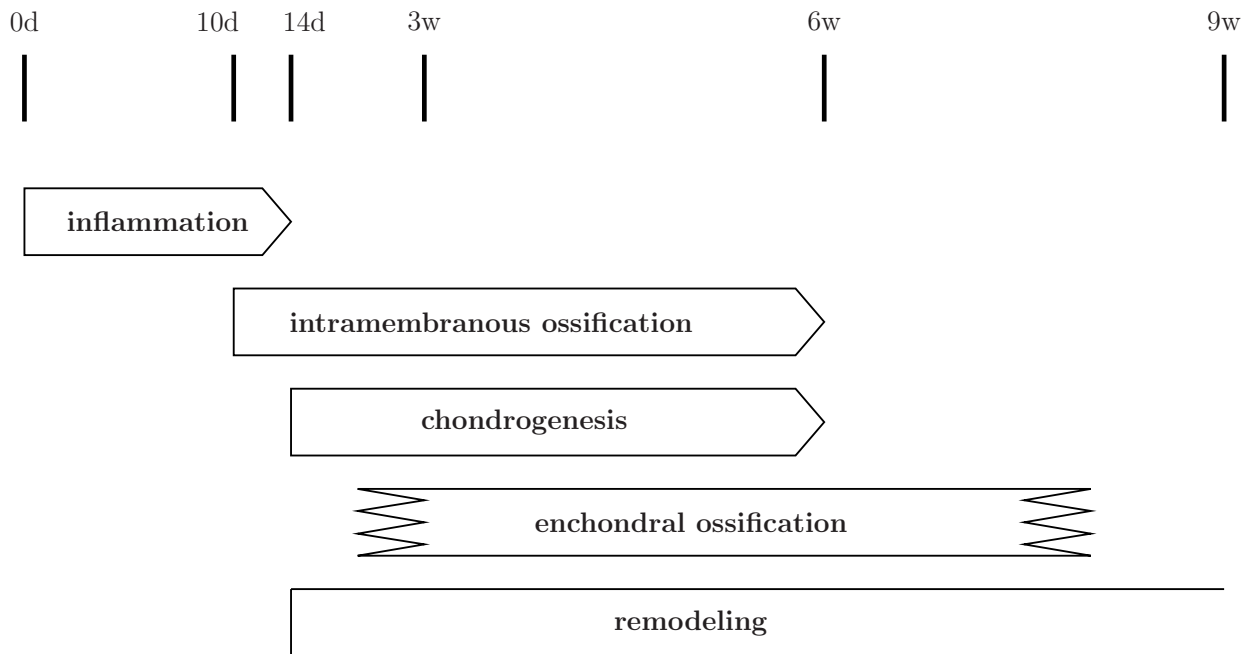 0d 10d 14d 3w 6w 9w
inflammation
intramembranous ossification
chondrogenesis
enchondral ossification
remodeling